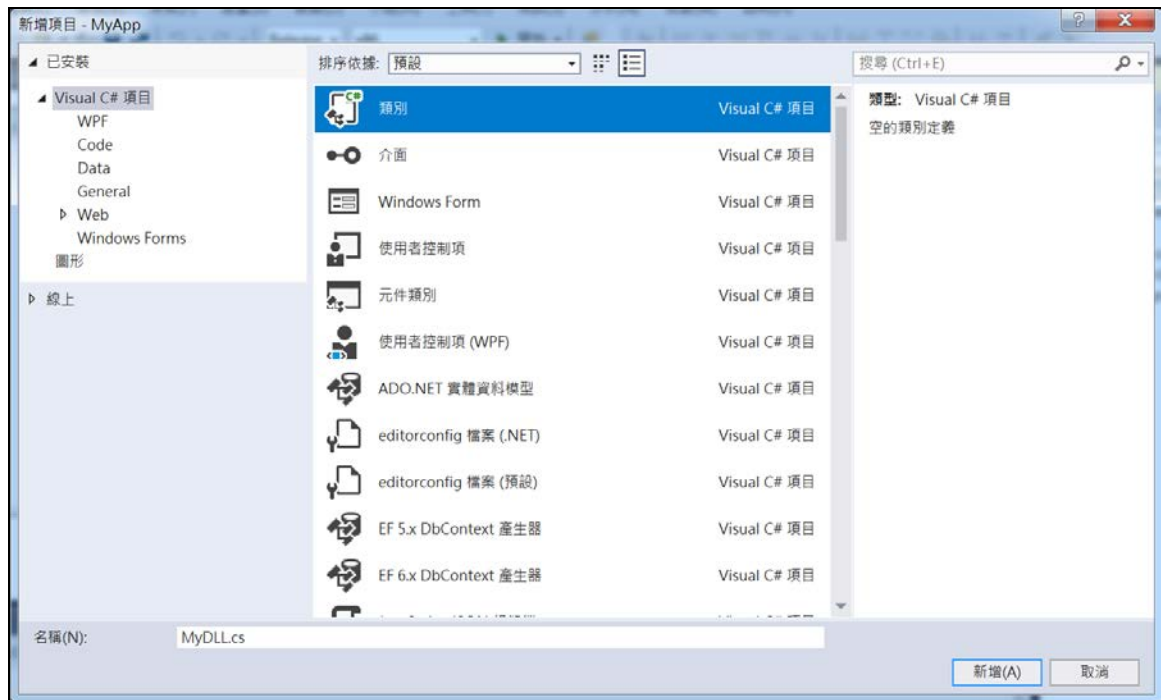 新增項目 - MyApp
已安裝
Visual C# 項目
WPF
Code
Data
General
Web
Windows Forms
圖形
線上
排序依據: 預設
類別 Visual C# 項目
介面 Visual C# 項目
Windows Form Visual C# 項目
使用者控制項 Visual C# 項目
元件類別 Visual C# 項目
使用者控制項 (WPF) Visual C# 項目
ADO.NET 實體資料模型 Visual C# 項目
editorconfig 檔案 (.NET) Visual C# 項目
editorconfig 檔案 (預設) Visual C# 項目
EF 5.x DbContext 產生器 Visual C# 項目
EF 6.x DbContext 產生器 Visual C# 項目
搜尋 (Ctrl+E)
類型: Visual C# 項目
空的類別定義
名稱(N): MyDLL.cs
新增(A) 取消